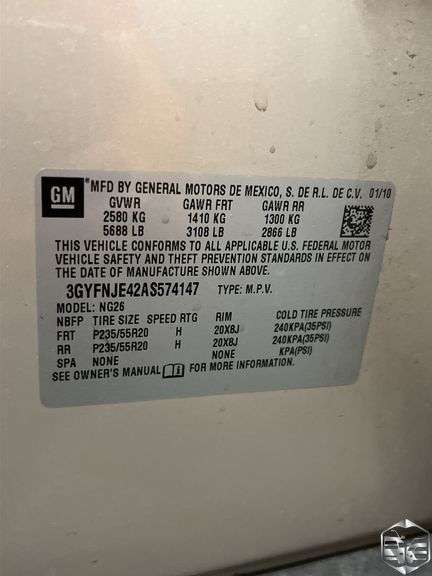 GM
*MFD BY GENERAL MOTORS DE MEXICO, S. DE R.L. DE C.V. 01/10
GVWR GAWR FRT GAWR RR
2580 KG 1410 KG 1300 KG
5688 LB 3108 LB 2866 LB
THIS VEHICLE CONFORMS TO ALL APPLICABLE U.S. FEDERAL MOTOR
VEHICLE SAFETY AND THEFT PREVENTION STANDARDS IN
EFFECT ON THE DATE OF MANUFACTURE SHOWN ABOVE.
3GYFNJE42AS574147 TYPE: M.P.V.
MODEL: NG26
NBFP TIRE SIZE SPEED RTG RIM COLD TIRE PRESSURE
FRT P235/55R20 H 20X8J 240KPA(35PSI)
RR P235/55R20 H 20X8J 240KPA(35PSI)
SPA NONE NONE KPA(PSI)
SEE OWNER'S MANUAL FOR MORE INFORMATION.